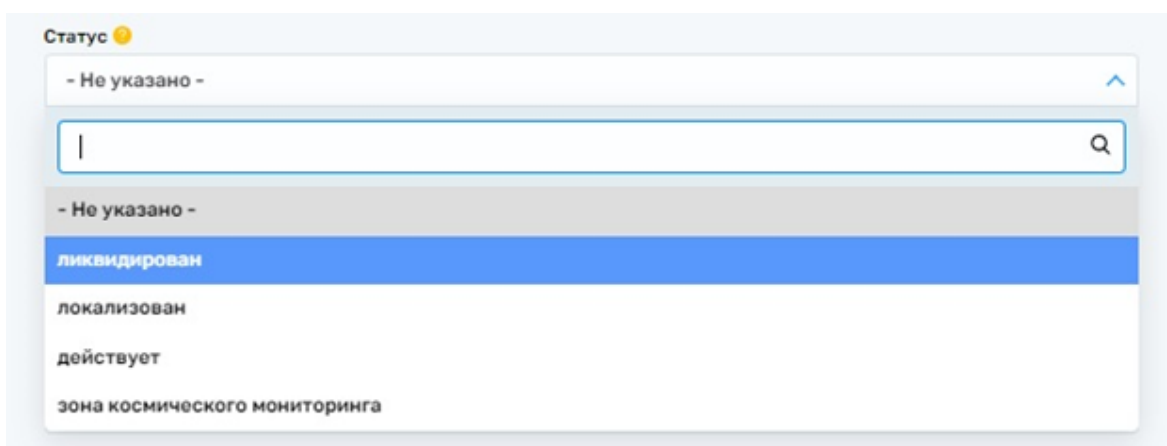 Статус ?
- Не указано -
- Не указано -
ликвидирован
локализован
действует
зона космического мониторинга